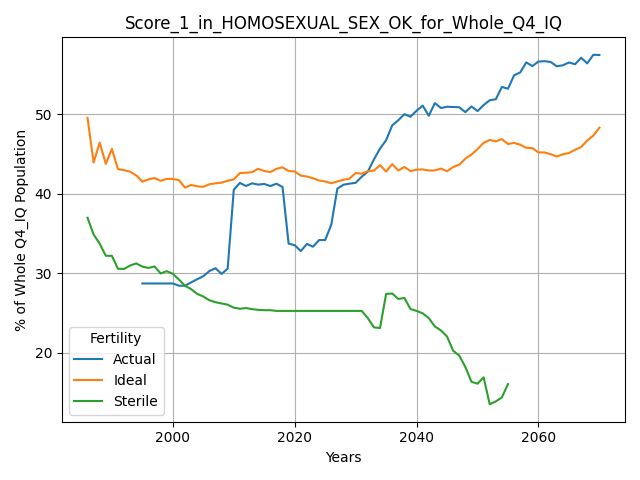 Score_1_in_HOMOSEXUAL_SEX_OK_for_Whole_Q4_IQ
% of Whole Q4_IQ Population
50
40
30
20
Fertility
Actual
Ideal
Sterile
2000 2020 2040 2060
Years